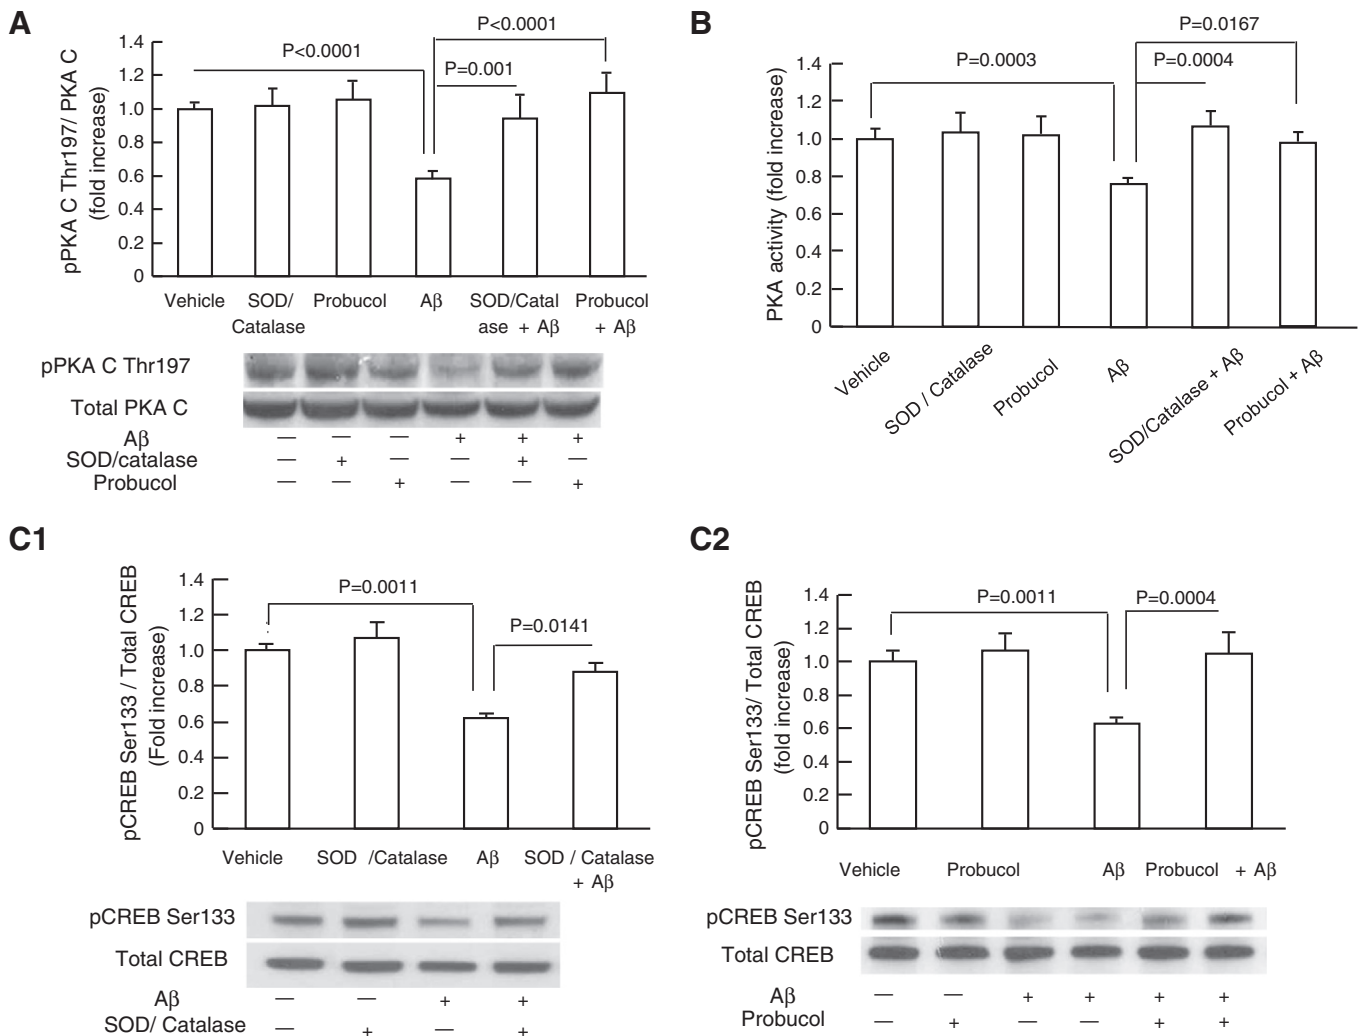 A
pPKA C Thr197/ PKA C
(fold increase)
1.4
1.2
1.0
0.8
0.6
0.4
0.2
0
P<0.0001
P<0.0001
P=0.001
Vehicle SOD/ Probucol Aβ SOD/Catal Probucol
Catalase ase + Aβ + Aβ
pPKA C Thr197
Total PKA C
Aβ — — — + + +
SOD/catalase — + — — + —
Probucol — — + — — +
B
PKA activity (fold increase)
1.4
1.2
1.0
0.8
0.6
0.4
0.2
0
P=0.0167
P=0.0003
P=0.0004
Vehicle
SOD / Catalase
Probucol
Aβ
SOD/Catalase + Aβ
Probucol + Aβ
C1
pCREB Ser133 / Total CREB
(Fold increase)
1.4
1.2
1.0
0.8
0.6
0.4
0.2
0
P=0.0011
P=0.0141
Vehicle SOD /Catalase Aβ SOD / Catalase
+ Aβ
pCREB Ser133
Total CREB
Aβ — — + +
SOD/ Catalase — + — +
C2
pCREB Ser133/ Total CREB
(fold increase)
1.4
1.2
1.0
0.8
0.6
0.4
0.2
0
P=0.0011
P=0.0004
Vehicle Probucol Aβ Probucol + Aβ
pCREB Ser133
Total CREB
Aβ — — + + + +
Probucol — + — — + +